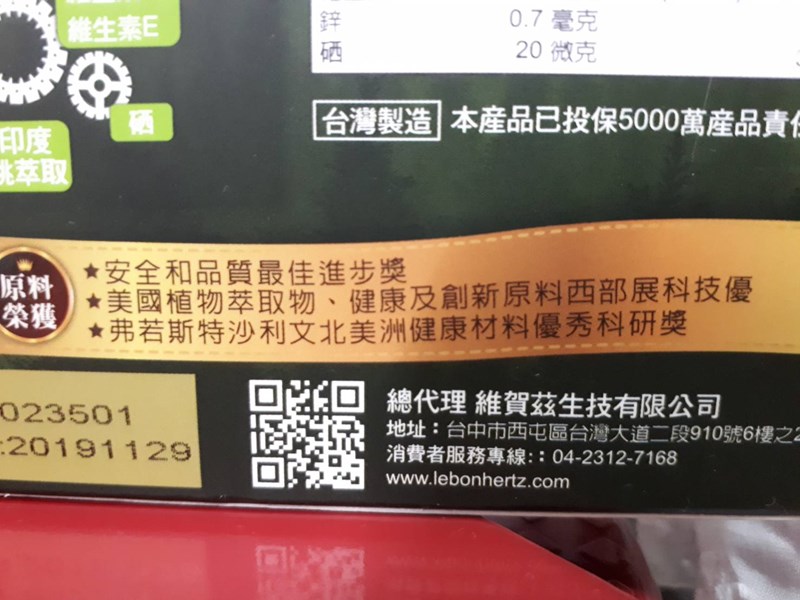 維生素E
鋅 0.7 毫克
硒 20 微克
硒
台灣製造 本產品已投保5000萬產品責任
印度
桃萃取
原料
榮獲
★安全和品質最佳進步獎
★美國植物萃取物、健康及創新原料西部展科技優
★弗若斯特沙利文北美洲健康材料優秀科研獎
023501
:20191129
總代理 維賀茲生技有限公司
地址:台中市西屯區台灣大道二段910號6樓之2
消費者服務專線:: 04-2312-7168
www.lebonhertz.com